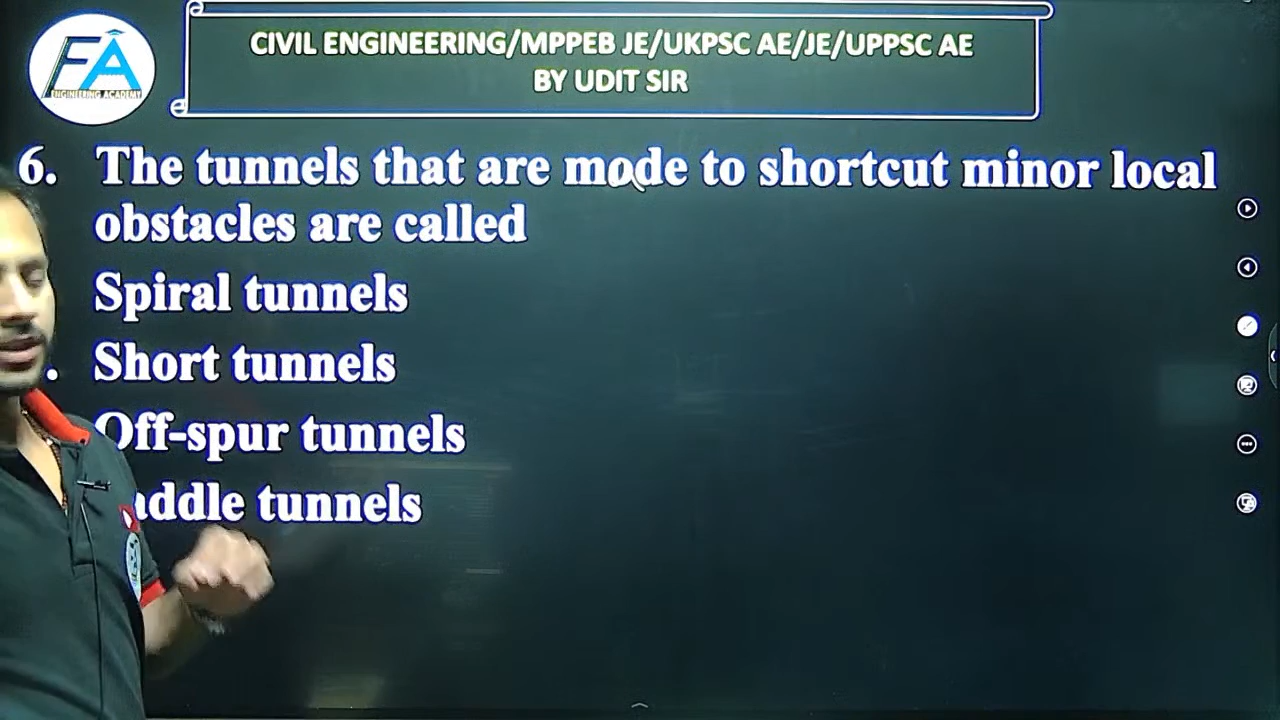 FA
ENGINEERING ACADEMY
CIVIL ENGINEERING/MPPEB JE/UKPSC AE/JE/UPPSC AE
BY UDIT SIR
6. The tunnels that are mode to shortcut minor local
obstacles are called
Spiral tunnels
. Short tunnels
Off-spur tunnels
addle tunnels